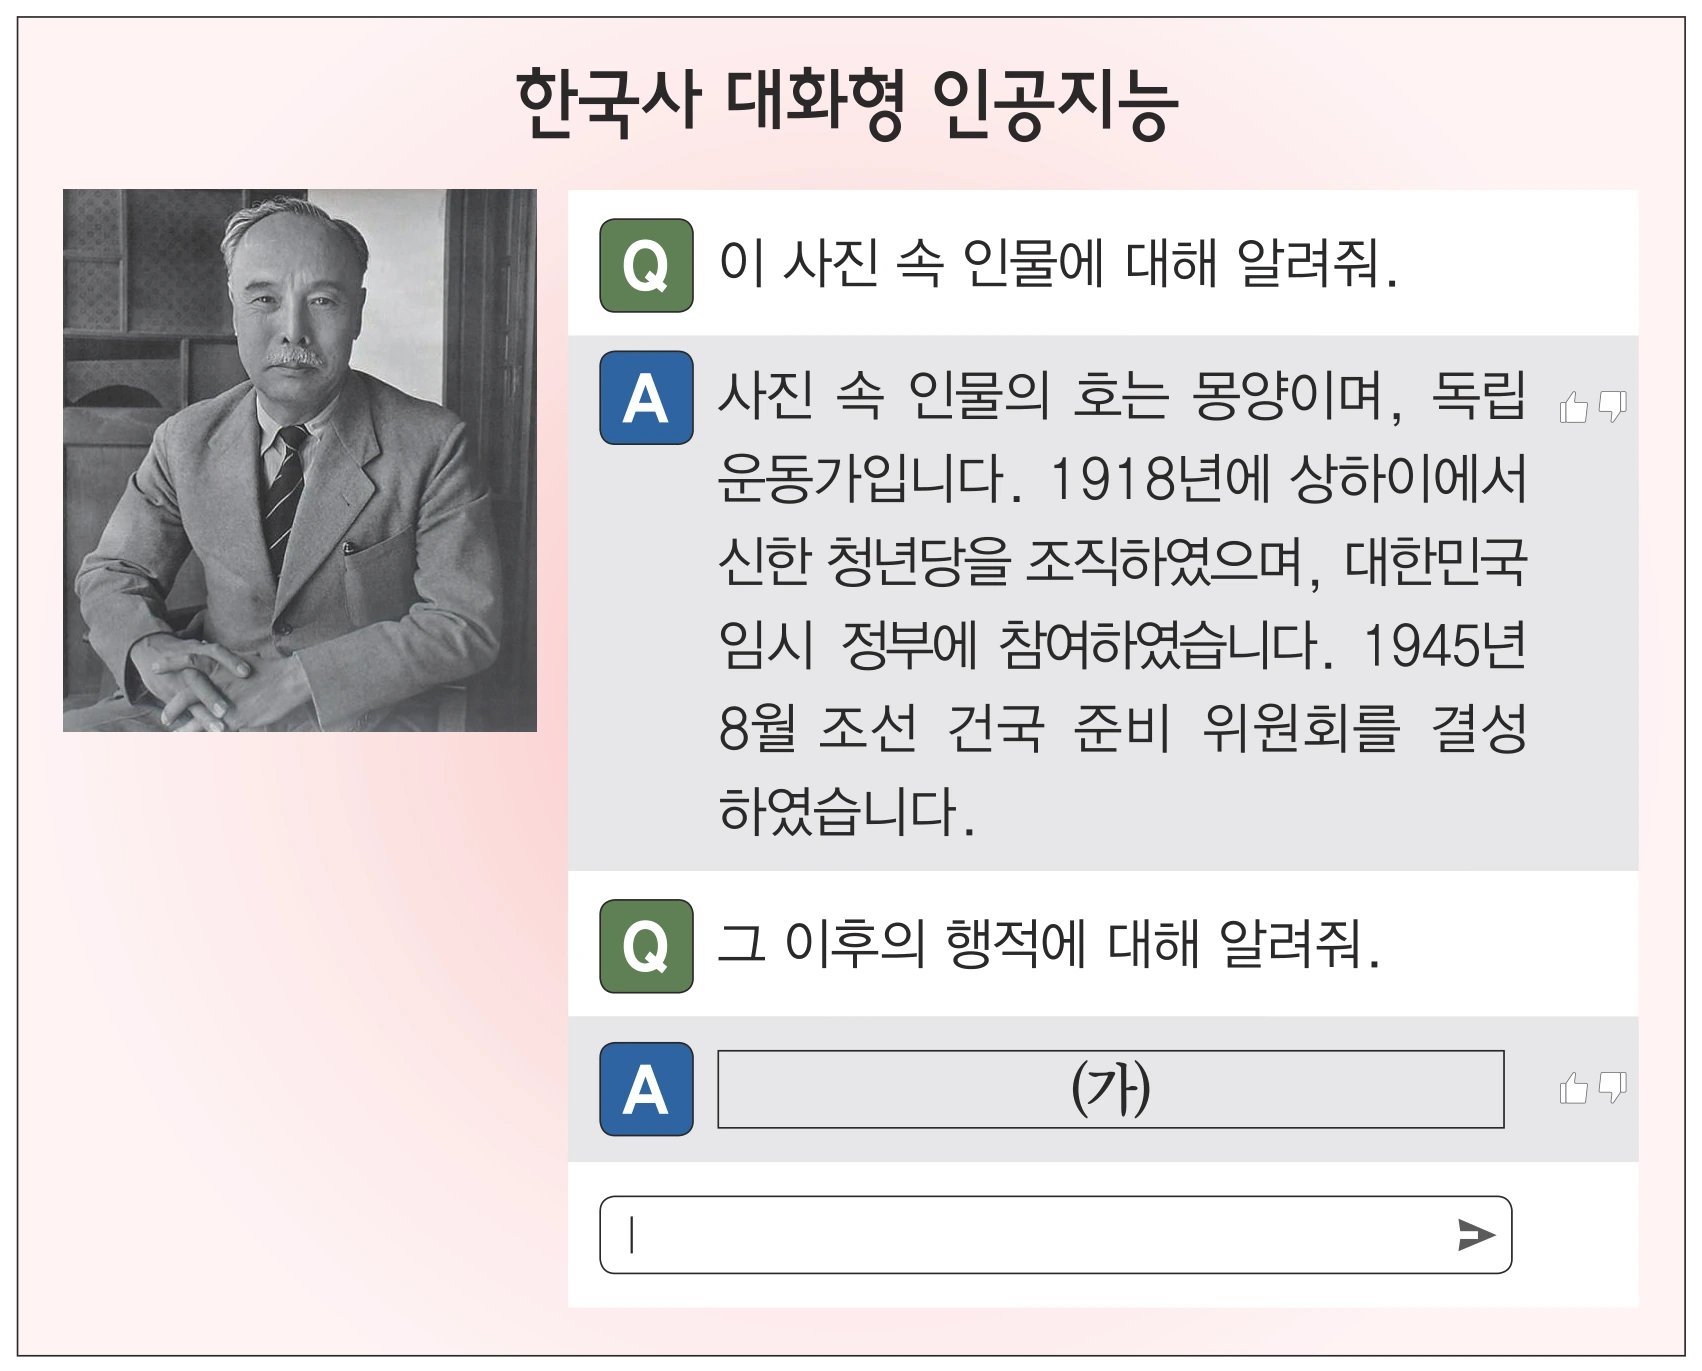 한국사 대화형 인공지능
Q 이 사진 속 인물에 대해 알려줘.
A 사진 속 인물의 호는 몽양이며, 독립
운동가입니다. 1918년에 상하이에서
신한 청년당을 조직하였으며, 대한민국
임시 정부에 참여하였습니다. 1945년
8월 조선 건국 준비 위원회를 결성
하였습니다.
Q 그 이후의 행적에 대해 알려줘.
A (가)